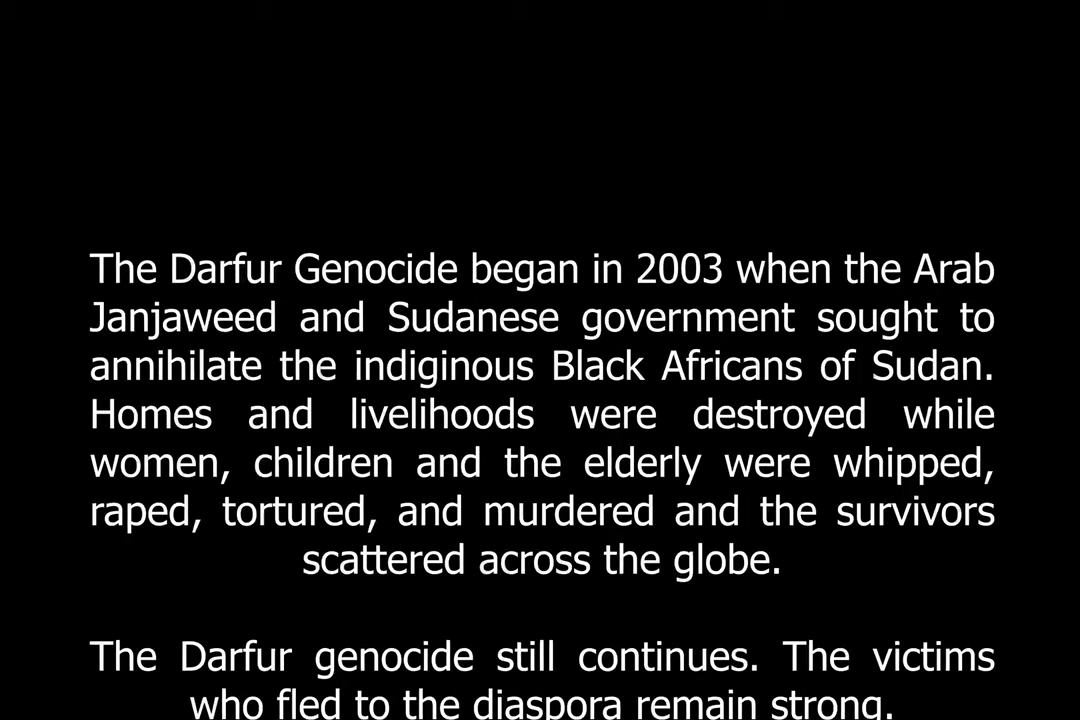 The Darfur Genocide began in 2003 when the Arab
Janjaweed and Sudanese government sought to
annihilate the indiginous Black Africans of Sudan.
Homes and livelihoods were destroyed while
women, children and the elderly were whipped,
raped, tortured, and murdered and the survivors
scattered across the globe.
The Darfur genocide still continues. The victims
who fled to the diaspora remain strong.